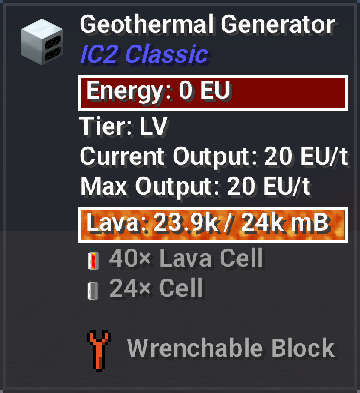 Geothermal Generator
IC2 Classic
Energy: 0 EU
Tier: LV
Current Output: 20 EU/t
Max Output: 20 EU/t
Lava: 23.9k / 24k mB
40× Lava Cell
24× Cell
Wrenchable Block